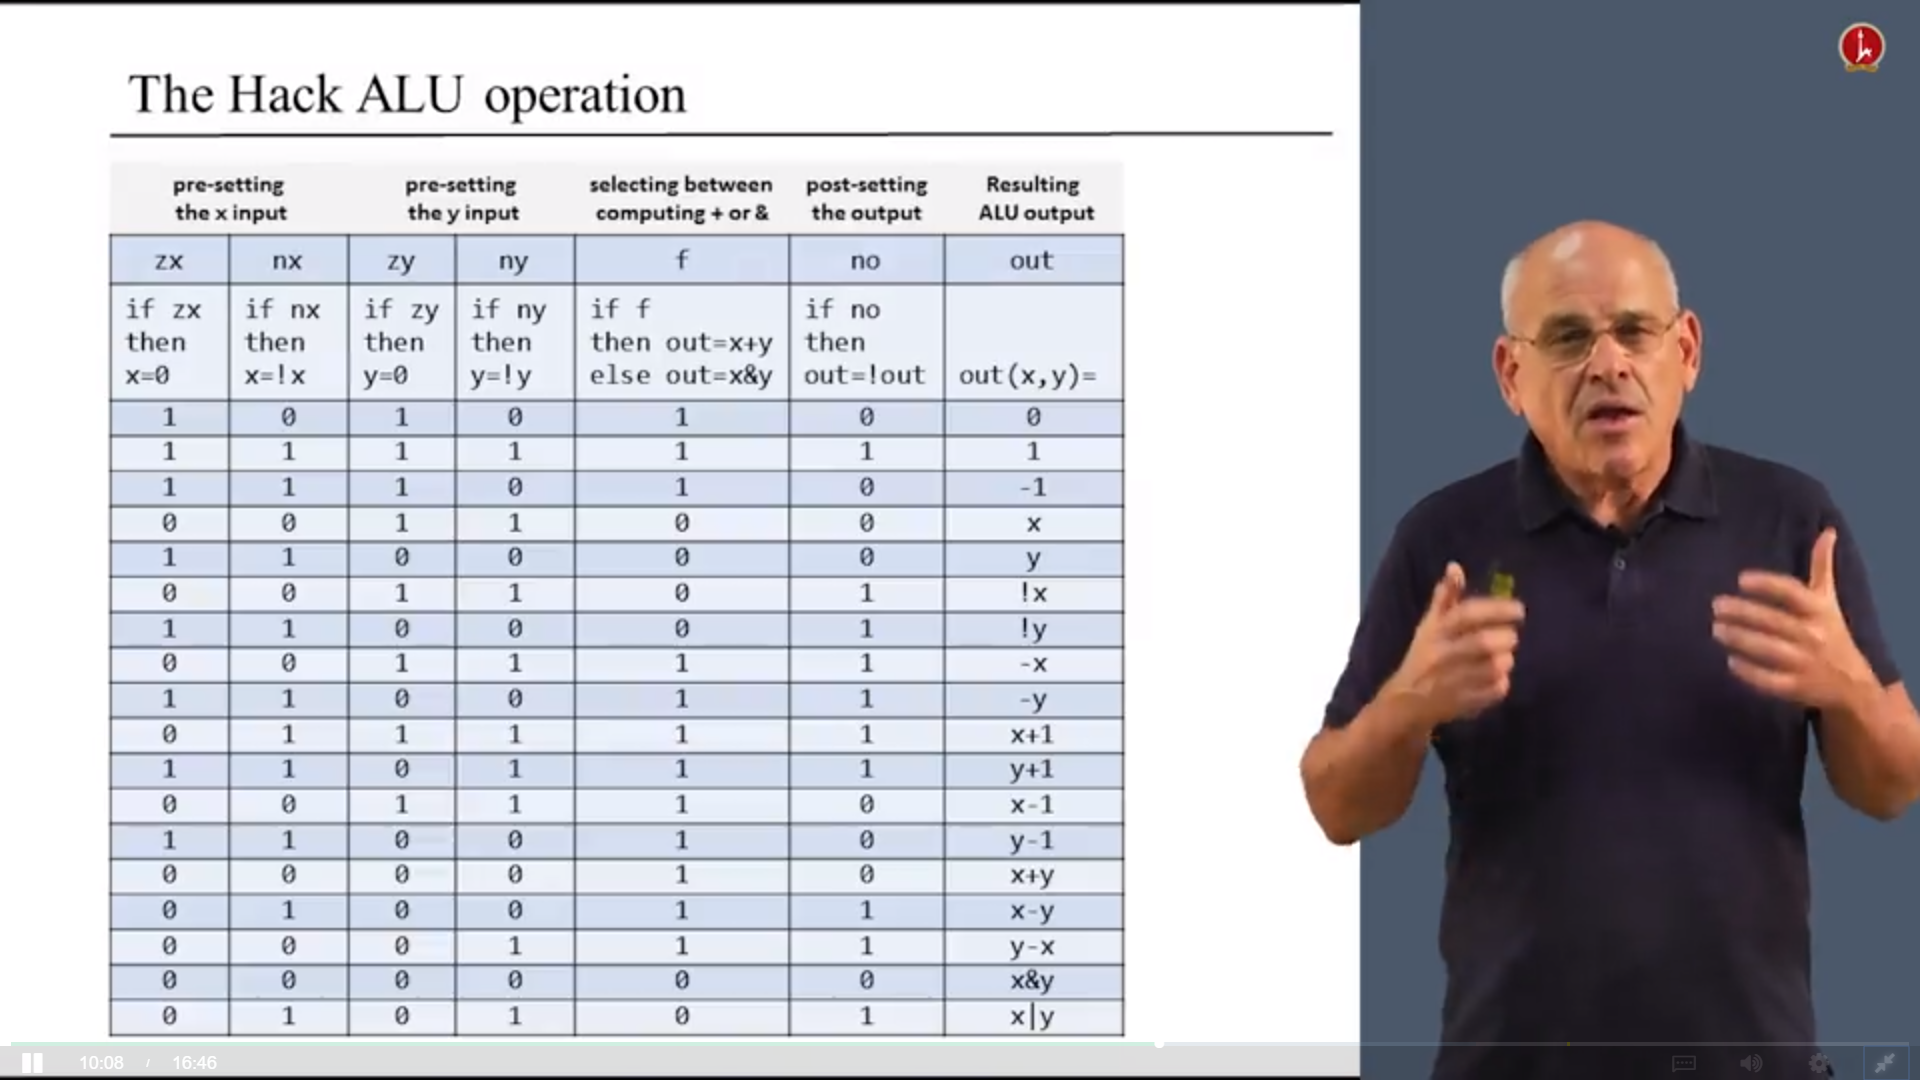 The Hack ALU operation
pre-setting the x input | pre-setting the y input | selecting between computing + or & | post-setting the output | Resulting ALU output
zx nx zy ny f no out
if zx then x=0 | if nx then x=!x | if zy then y=0 | if ny then y=!y | if f then out=x+y else out=x&y | if no then out=!out | out(x,y)=
1 0 1 0 1 0 0
1 1 1 1 1 1 1
1 1 1 0 1 0 -1
0 0 1 1 0 0 x
1 1 0 0 0 0 y
0 0 1 1 0 1 !x
1 1 0 0 0 1 !y
0 0 1 1 1 1 -x
1 1 0 0 1 1 -y
0 1 1 1 1 1 x+1
1 1 0 1 1 1 y+1
0 0 1 1 1 0 x-1
1 1 0 0 1 0 y-1
0 0 0 0 1 0 x+y
0 1 0 0 1 1 x-y
0 0 0 1 1 1 y-x
0 0 0 0 0 0 x&y
0 1 0 1 0 1 x|y
10:08 / 16:46